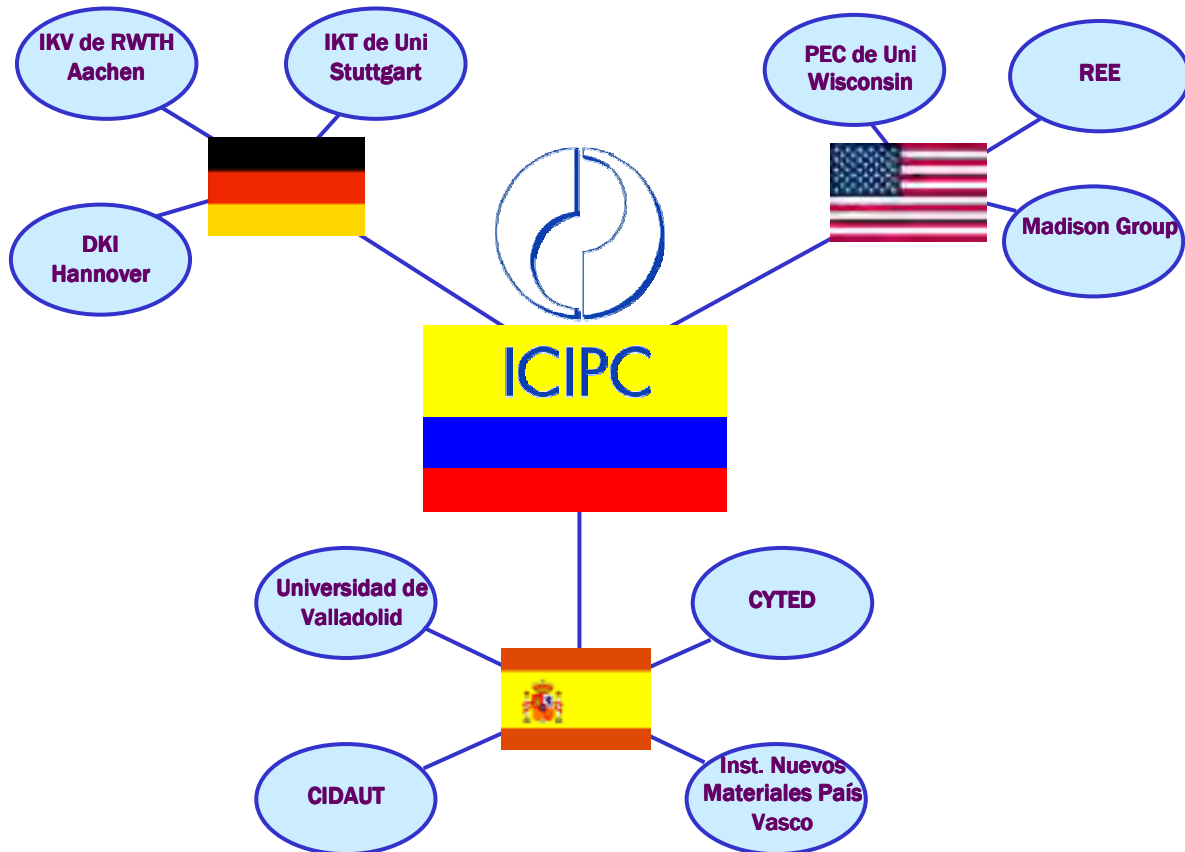 IKV de RWTH
Aachen
IKT de Uni
Stuttgart
PEC de Uni
Wisconsin
REE
DKI
Hannover
Madison Group
ICIPC
Universidad de
Valladolid
CYTED
CIDAUT
Inst. Nuevos
Materiales País
Vasco